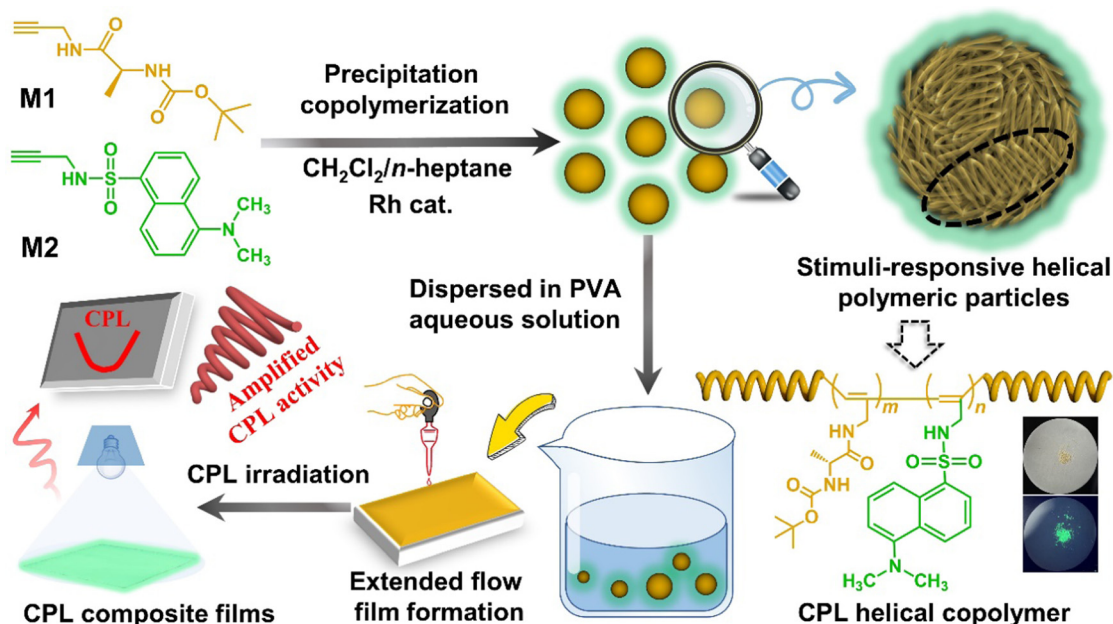 O
NH
NH
O
O
M1
O
S
HN
O
N
CH3
CH3
M2
Precipitation
copolymerization
CH2Cl2/n-heptane
Rh cat.
Stimuli-responsive helical
polymeric particles
Dispersed in PVA
aqueous solution
CPL
Amplified
CPL activity
CPL irradiation
CPL composite films
Extended flow
film formation
m
n
HN
O
NH
O
O
HN
O
S
O
N
H3C
CH3
CPL helical copolymer